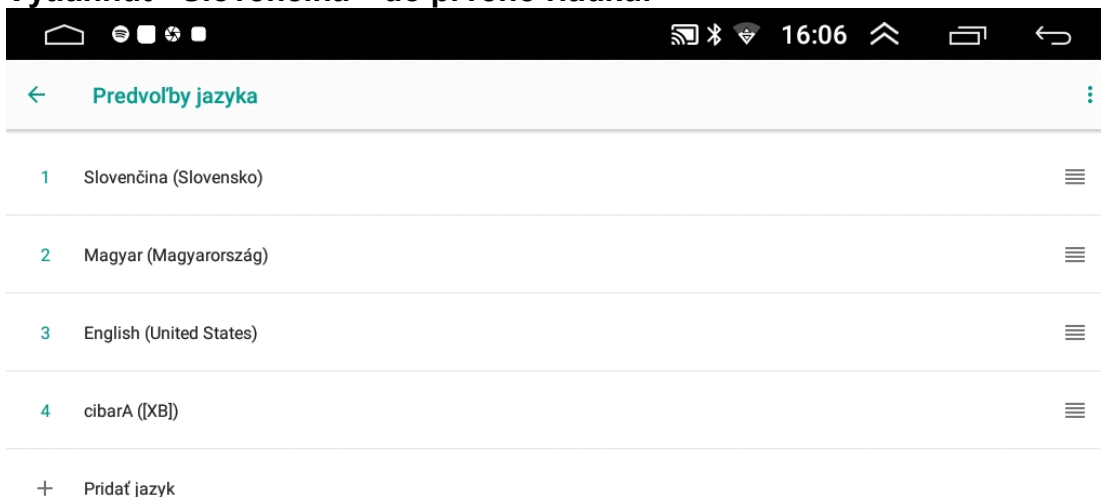 16:06
Predvoľby jazyka
1 Slovenčina (Slovensko)
2 Magyar (Magyarország)
3 English (United States)
4 cibarA ([XB])
+ Pridať jazyk